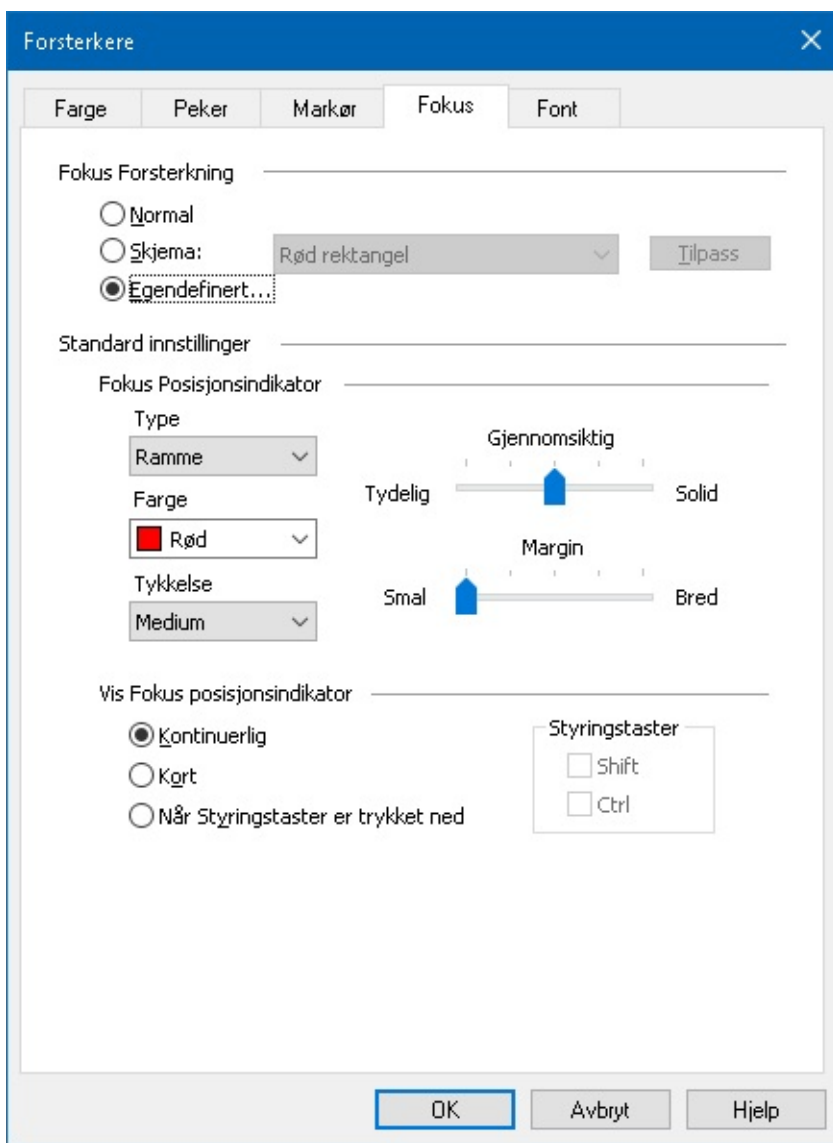 Forsterkere
Farge Peker Markør Fokus Font
Fokus Forsterkning
Normal
Skjema: Rød rektangel Tilpass
Egendefinert...
Standard innstillinger
Fokus Posisjonsindikator
Type
Ramme
Gjennomsiktig
Tydelig Solid
Farge
Rød
Margin
Tykkelse
Smal Bred
Medium
Vis Fokus posisjonsindikator
Kontinuerlig
Kort
Når Styringstaster er trykket ned
Styringstaster
Shift
Ctrl
OK Avbryt Hjelp